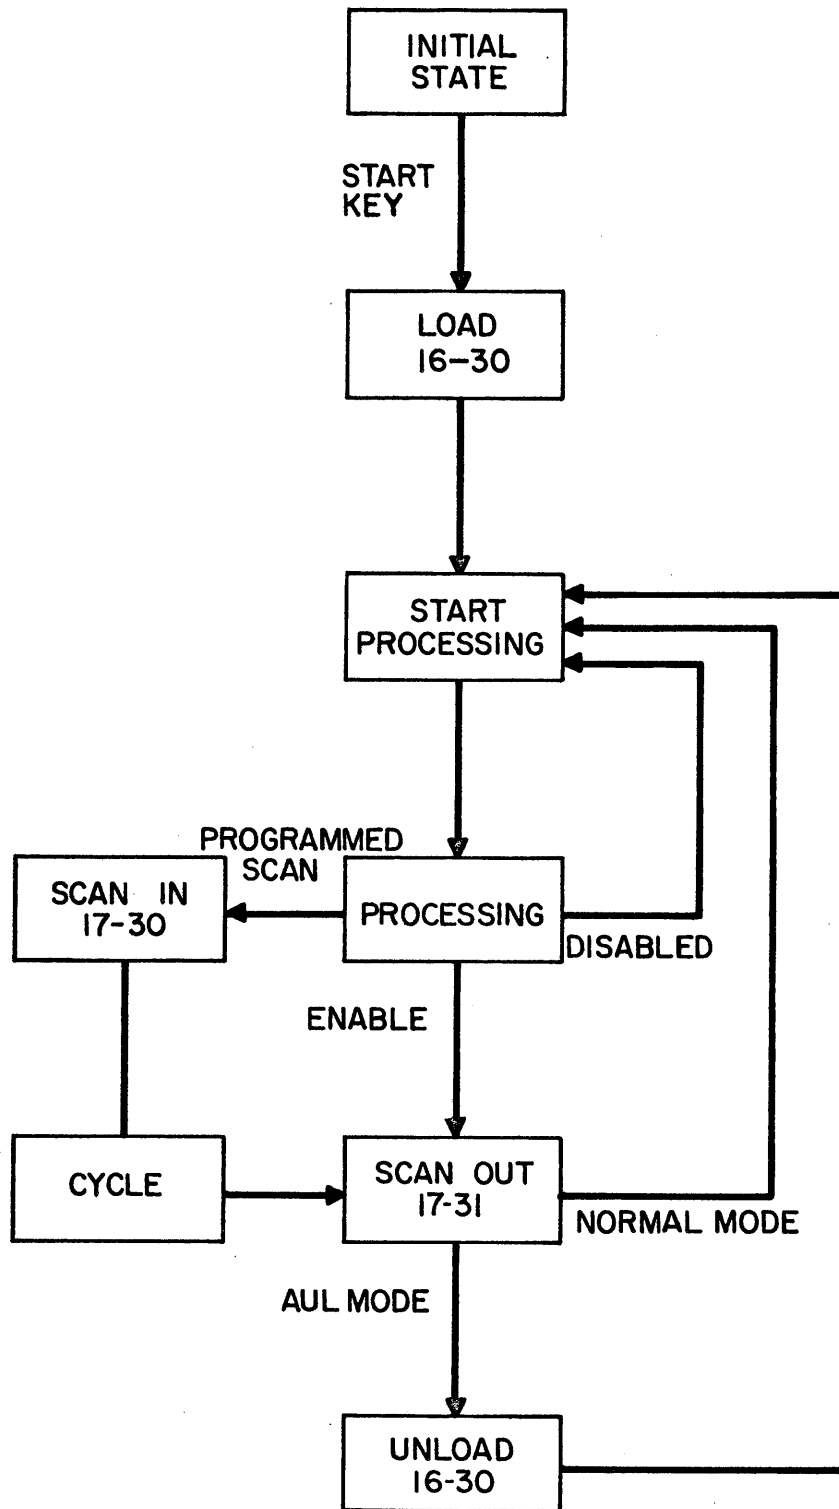 INITIAL
STATE
START
KEY
LOAD
16-30
START
PROCESSING
PROGRAMMED
SCAN
SCAN IN
17-30
PROCESSING
DISABLED
ENABLE
CYCLE
SCAN OUT
17-31
NORMAL MODE
AUL MODE
UNLOAD
16-30